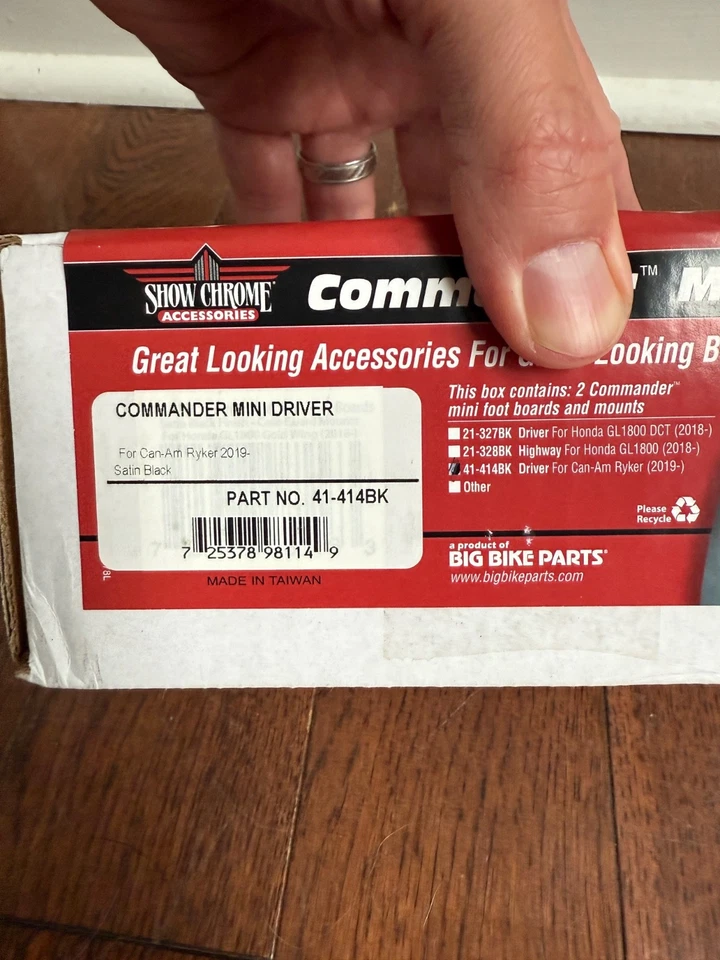 SHOW CHROME
ACCESSORIES
™
Great Looking Accessories For Looking
COMMANDER MINI DRIVER
For Can-Am Ryker 2019-
Satin Black
PART NO. 41-414BK
7 25378 98114 9
MADE IN TAIWAN
This box contains: 2 Commander™
mini foot boards and mounts
21-327BK Driver For Honda GL1800 DCT (2018-)
21-328BK Highway For Honda GL1800 (2018-)
41-414BK Driver For Can-Am Ryker (2019-)
Other
Please
Recycle
a product of
BIG BIKE PARTS®
www.bigbikeparts.com